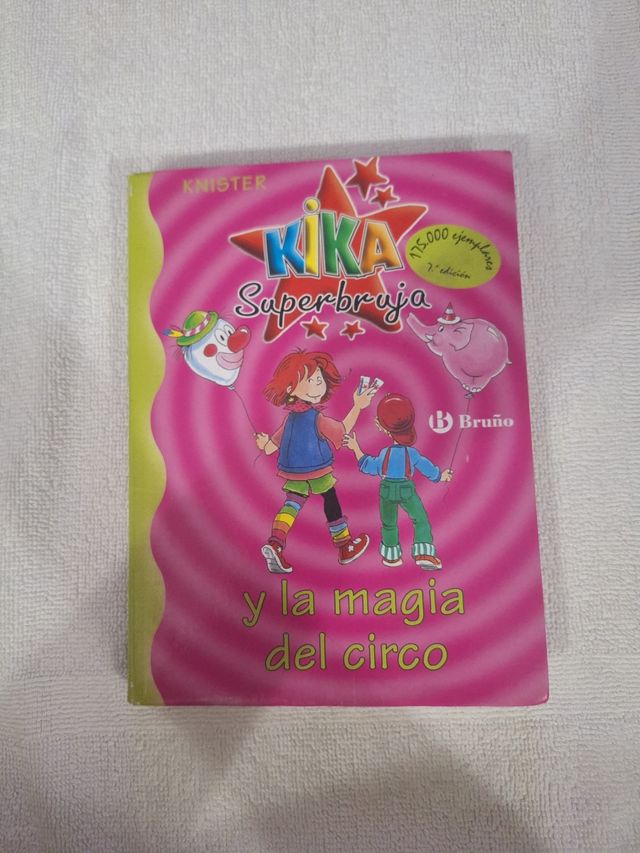 KNISTER
KiKA
Superbruja
175.000 ejemplares
7.ª edición
B Bruño
y la magia
del circo